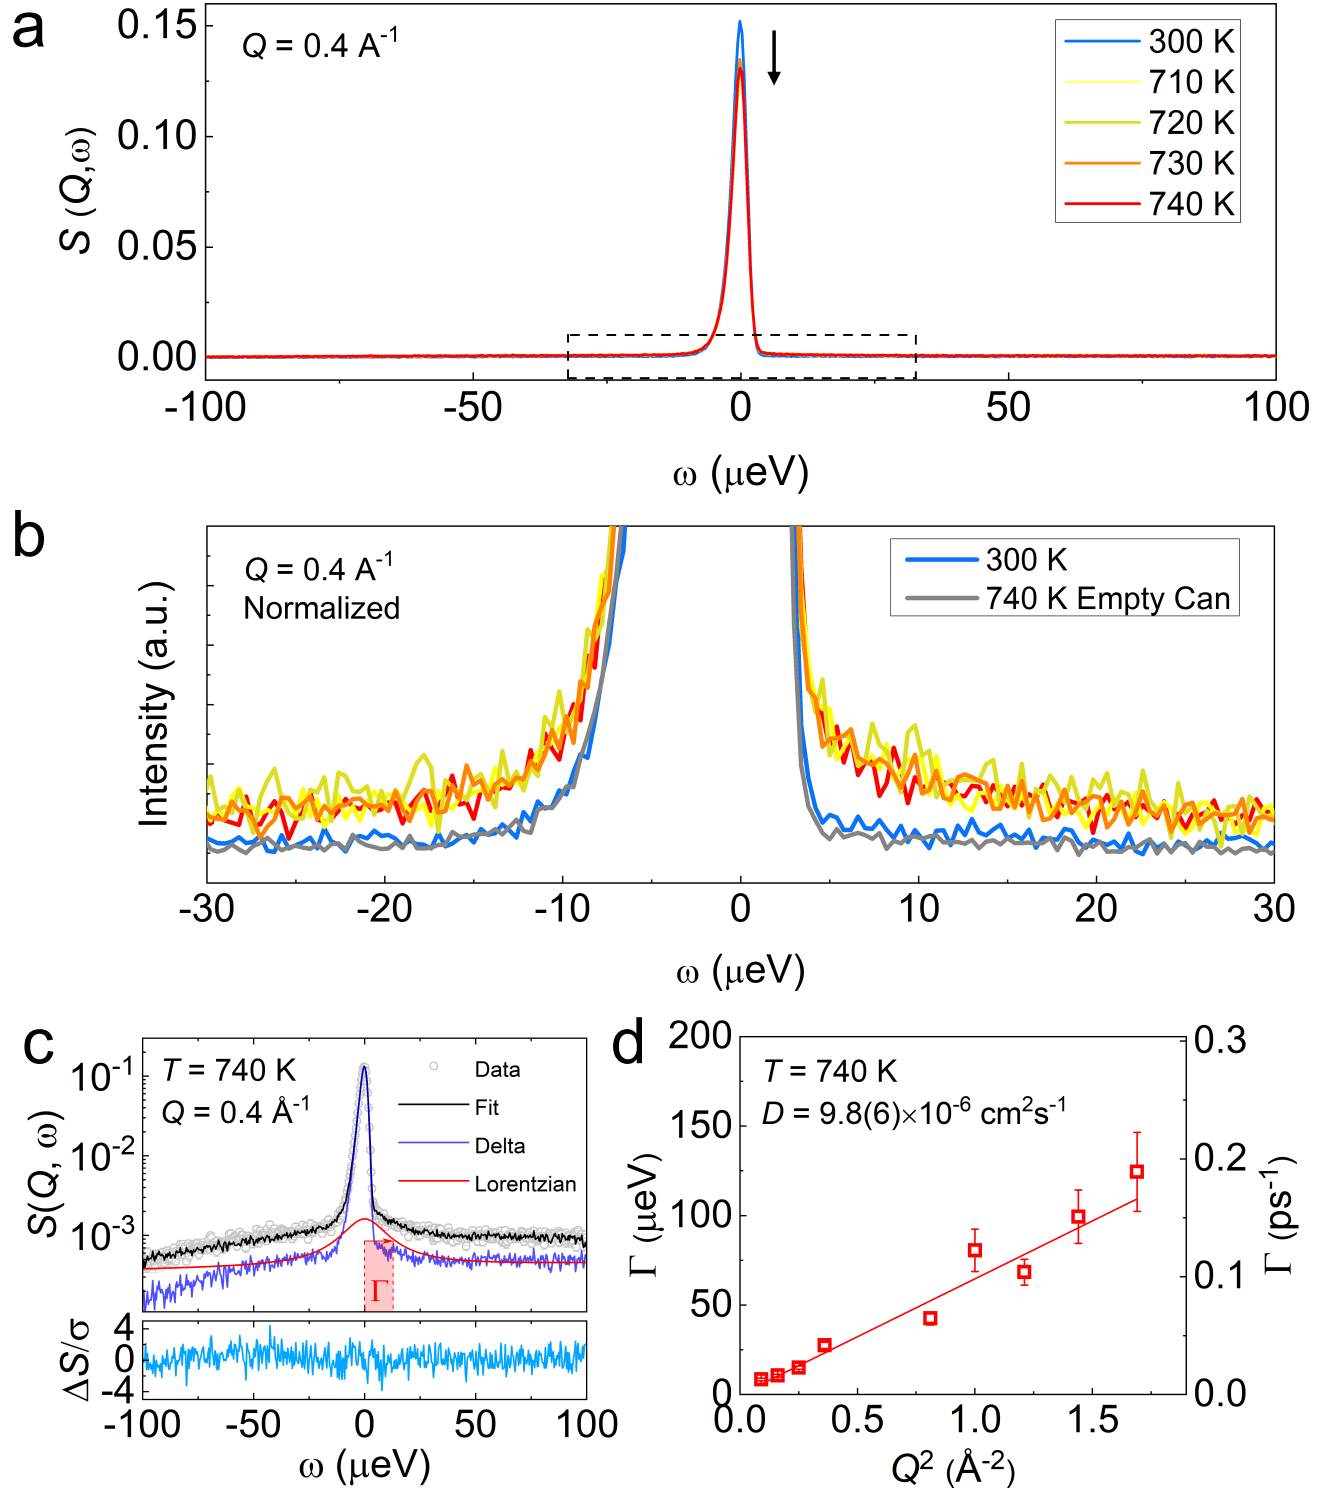 a
Q = 0.4 A-1
300 K
710 K
720 K
730 K
740 K
S (Q,ω)
0.15
0.10
0.05
0.00
-100 -50 0 50 100
ω (μeV)
b
Q = 0.4 A-1
Normalized
300 K
740 K Empty Can
Intensity (a.u.)
-30 -20 -10 0 10 20 30
ω (μeV)
c
T = 740 K
Q = 0.4 Å-1
Data
Fit
Delta
Lorentzian
S(Q, ω)
10-1
10-2
10-3
Γ
ΔS/σ
4
0
-4
-100 -50 0 50 100
ω (μeV)
d
T = 740 K
D = 9.8(6)×10-6 cm2s-1
Γ (μeV)
200
150
100
50
0
0.3
0.2
0.1
0.0
Γ (ps-1)
0.0 0.5 1.0 1.5
Q2 (Å-2)